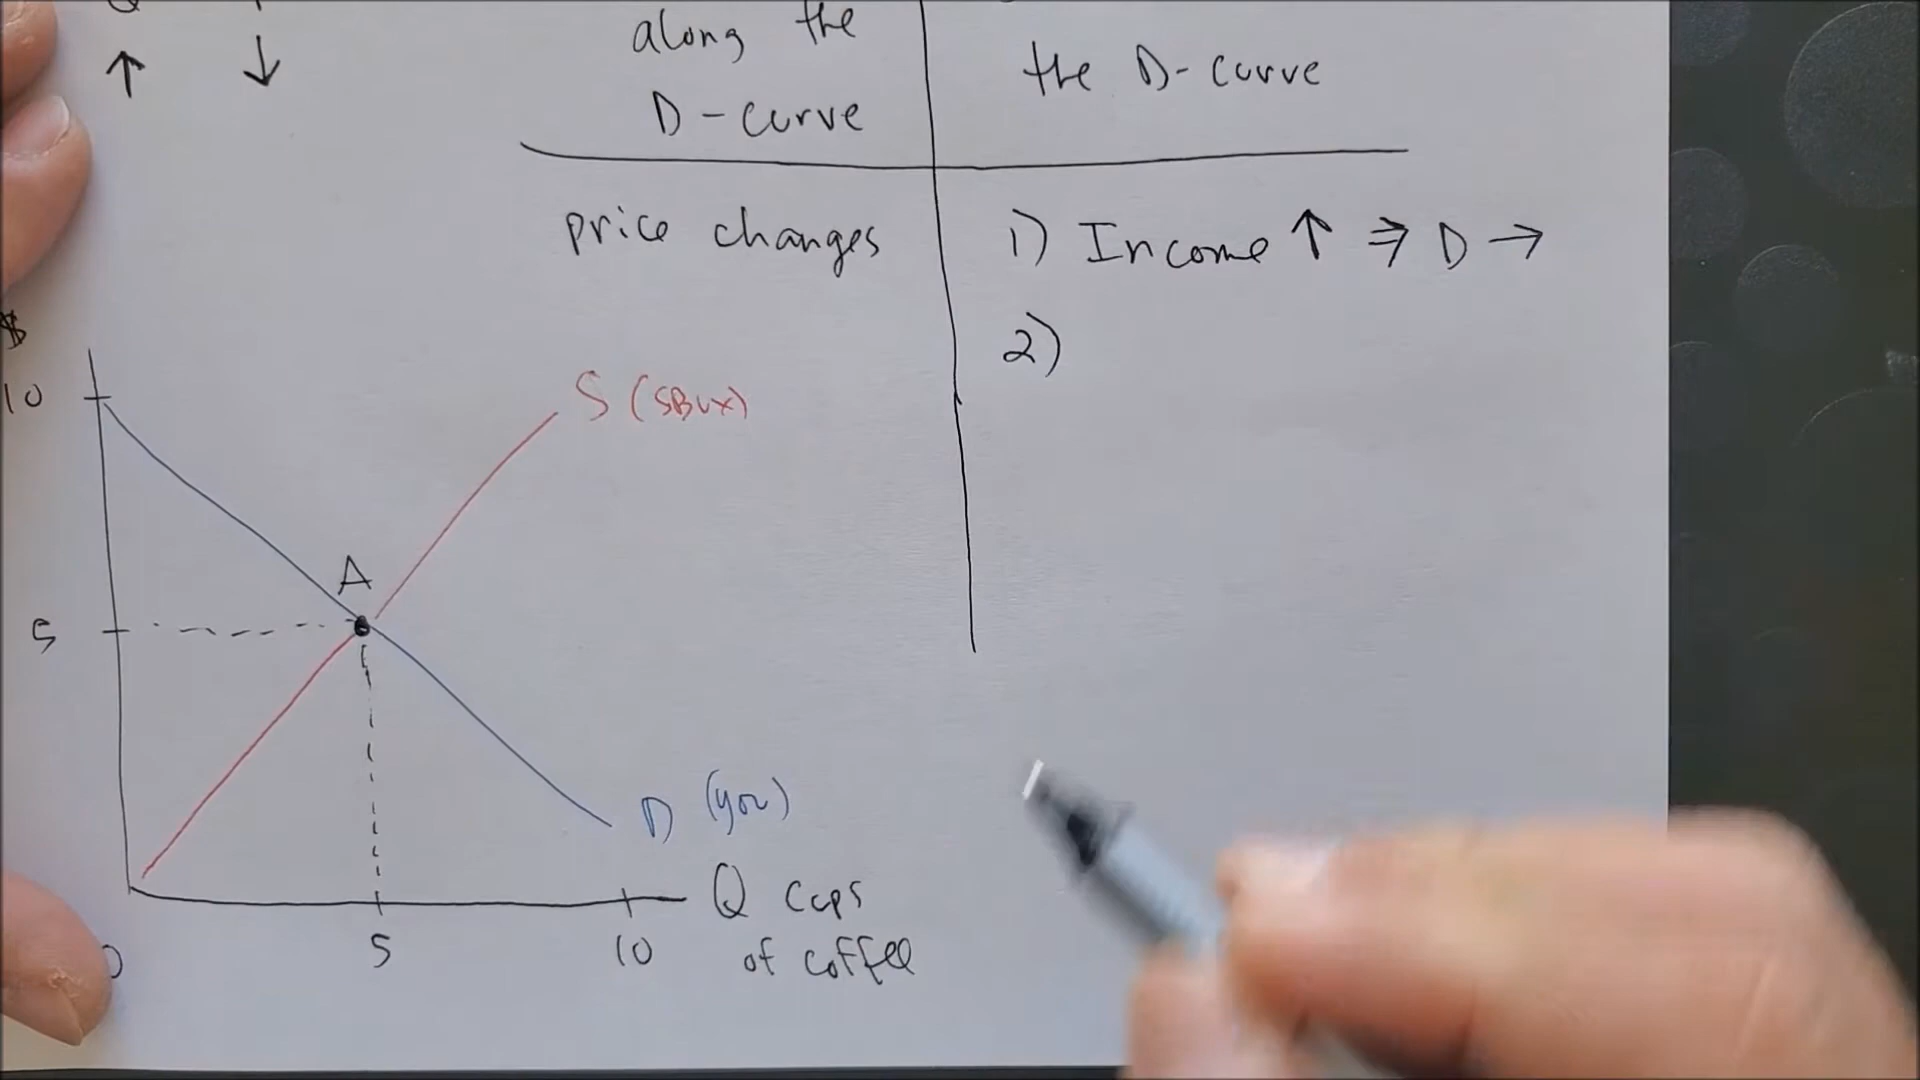 ↑ ↓
along the
D-curve
the D-curve
price changes
1) Income ↑ ⇒ D →
2)
$
10
S (SBUX)
A
5
D (you)
Q cups
of coffee
0 5 10